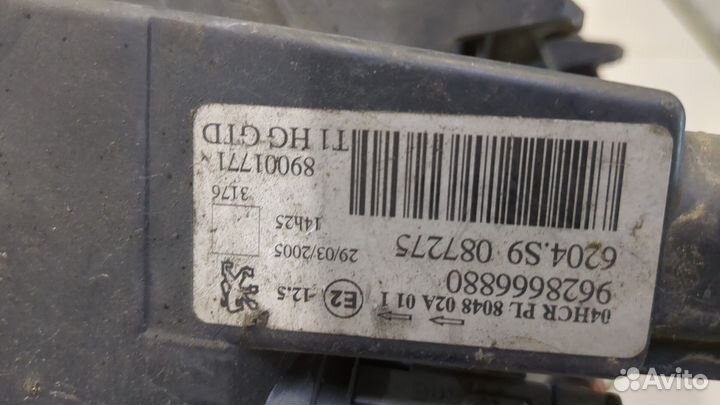 04HCR PL 8048 02A 01 I
9628666880
E2 -12.5
6204.S9 087275
29/03/2005
14h25
3176
89001771
T1 HG GTD
Avito